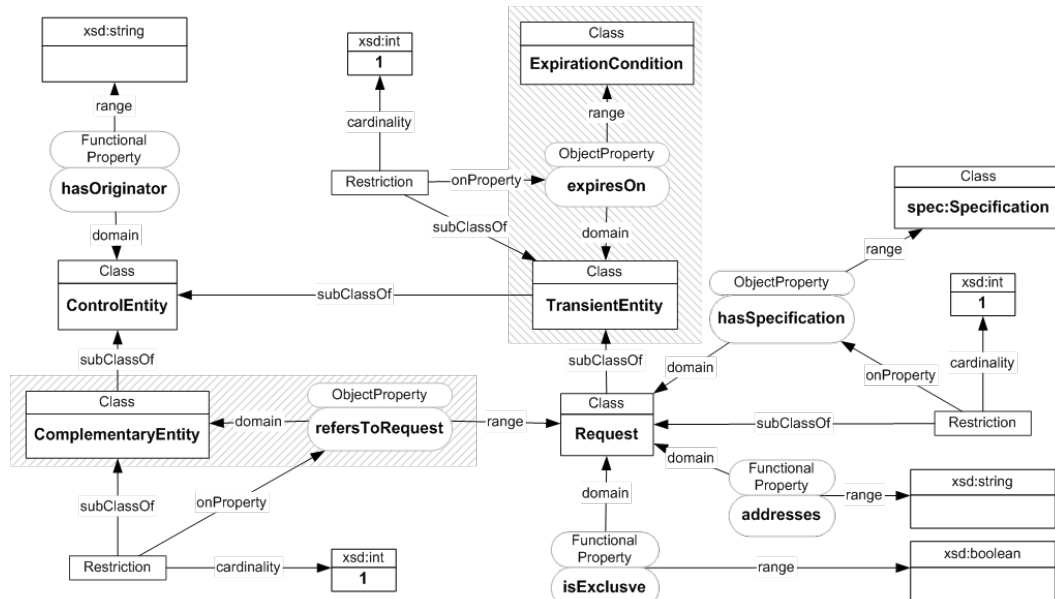 xsd:string
range
Functional
Property
hasOriginator
domain
Class
ControlEntity
xsd:int
1
cardinality
Restriction
onProperty
subClassOf
Class
ExpirationCondition
range
ObjectProperty
expiresOn
domain
Class
TransientEntity
subClassOf
subClassOf
Class
spec:Specification
range
ObjectProperty
hasSpecification
domain
xsd:int
1
cardinality
onProperty
Restriction
subClassOf
subClassOf
Class
ComplementaryEntity
domain
ObjectProperty
refersToRequest
range
Class
Request
subClassOf
onProperty
Restriction
cardinality
xsd:int
1
domain
Functional
Property
addresses
range
xsd:string
domain
Functional
Property
isExclusve
range
xsd:boolean